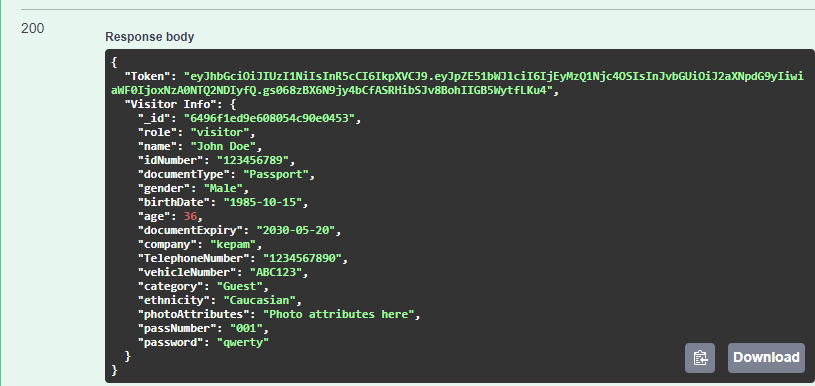 200
Response body
{
"Token": "eyJhbGciOiJIUzI1NiIsInR5cCI6IkpXVCJ9.eyJpZE51bWJlciI6IjEyMzQ1Njc4OSIsInJvbGUiOiJ2aXNpdG9yIiwi
aWF0IjoxNzA0NTQ2NDIyfQ.gs068zBX6N9jy4bCfASRHibSJv8BohIIGB5WytfLKu4",
"Visitor Info": {
"_id": "6496f1ed9e608054c90e0453",
"role": "visitor",
"name": "John Doe",
"idNumber": "123456789",
"documentType": "Passport",
"gender": "Male",
"birthDate": "1985-10-15",
"age": 36,
"documentExpiry": "2030-05-20",
"company": "kepam",
"TelephoneNumber": "1234567890",
"vehicleNumber": "ABC123",
"category": "Guest",
"ethnicity": "Caucasian",
"photoAttributes": "Photo attributes here",
"passNumber": "001",
"password": "qwerty"
}
}
Download